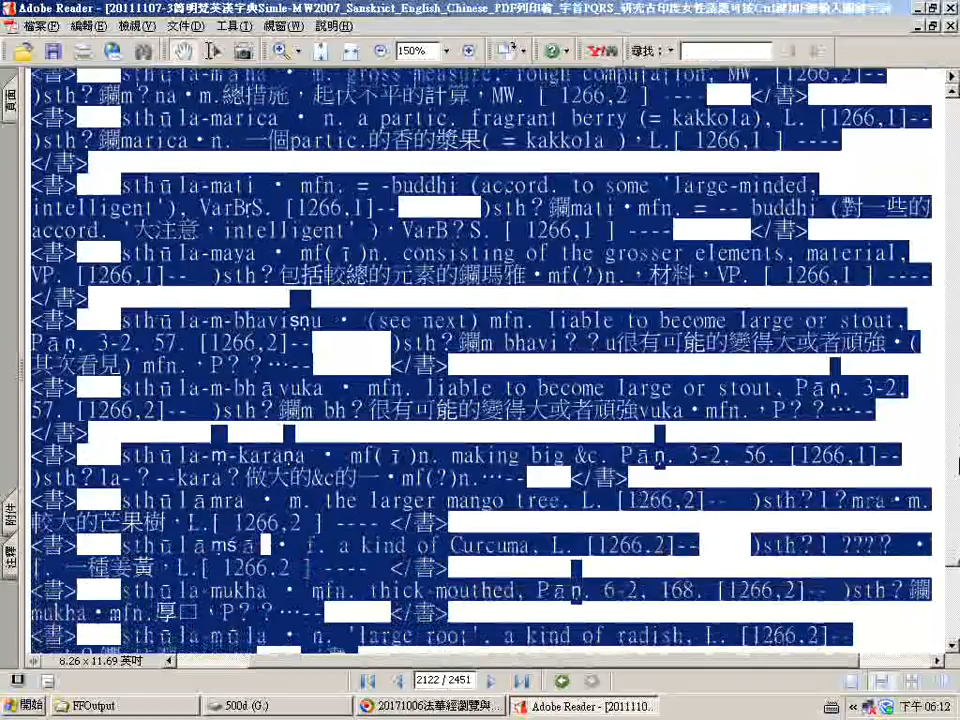 Adobe Reader - [20111107-3簡明梵英漢字典Simle-MW2007_Sanskrict_English_Chinese_PDF列印檔_字首PQRS_研究古印度女性議題可按Ctrl鍵加F鍵輸入關鍵字
檔案(F) 編輯(E) 檢視(V) 文件(D) 工具(T) 視窗(W) 說明(H)
150% 尋找：
<書> sthūla-māna • m. gross measure, rough computation, MW. [1266,2]--
)sth？鑭m？na•m.總措施，起伏不平的計算，MW. [ 1266,2 ] ---- </書>
<書> sthūla-marica • n. a partic. fragrant berry (= kakkola), L. [1266,1]--
)sth？鑭marica•n. 一個partic.的香的漿果( = kakkola )，L.[ 1266,1 ] ----
</書>
<書> sthūla-mati • mfn. = -buddhi (accord. to some 'large-minded,
intelligent'), VarBṛS. [1266,1]-- )sth？鑭mati•mfn. = -- buddhi (對一些的
accord. ‘大注意，intelligent’)，VarB？S. [ 1266,1 ] ---- </書>
<書> sthūla-maya • mf(ī)n. consisting of the grosser elements, material,
VP. [1266,1]-- )sth？包括較總的元素的鑭瑪雅•mf(?)n.，材料，VP. [ 1266,1 ] ----
</書>
<書> sthūla-m-bhaviṣṇu • (see next) mfn. liable to become large or stout,
Pāṇ. 3-2, 57. [1266,2]-- )sth？鑭m bhavi？？u很有可能的變得大或者頑強•(
其次看見) mfn.，P？？…-- </書>
<書> sthūla-m-bhāvuka • mfn. liable to become large or stout, Pāṇ. 3-2,
57. [1266,2]-- )sth？鑭m bh？很有可能的變得大或者頑強vuka•mfn.，P？？…--
</書>
<書> sthūla-ṃ-karaṇa • mf(ī)n. making big &c. Pāṇ. 3-2, 56. [1266,1]--
)sth？la-？--kara？做大的&c的一•mf(?)n.…-- </書>
<書> sthūlāmra • m. the larger mango tree, L. [1266,2]-- )sth？l？mra•m.
較大的芒果樹，L.[ 1266,2 ] ---- </書>
<書> sthūlāṃśā • f. a kind of Curcuma, L. [1266,2]-- )sth？l ???? •
f. 一種姜黃，L.[ 1266,2 ] ---- </書>
<書> sthūla-mukha • mfn. thick-mouthed, Pāṇ. 6-2, 168. [1266,2]-- )sth？鑭
mukha•mfn.厚□，P？？…-- </書>
<書> sthūla-mūla • n. 'large root', a kind of radish, L. [1266,2]--
頁面
附件
注釋
8.26 x 11.69 英吋
2122 / 2451
開始 FFOutput 500d (G:) 20171006法華經瀏覽與... Adobe Reader - [2011110... 下午 06:12